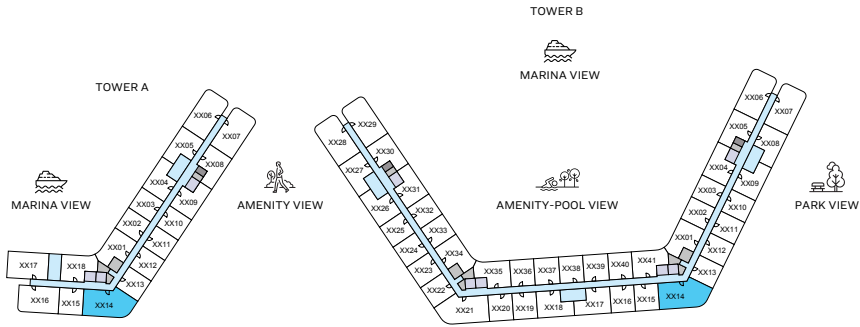 TOWER B
MARINA VIEW
TOWER A
MARINA VIEW
AMENITY VIEW
AMENITY-POOL VIEW
PARK VIEW
XX06
XX07
XX05
XX08
XX04
XX09
XX03
XX10
XX02
XX11
XX01
XX12
XX13
XX17
XX18
XX16
XX15
XX14
XX29
XX28
XX30
XX27
XX31
XX26
XX32
XX25
XX33
XX24
XX34
XX23
XX22
XX21
XX35
XX36
XX37
XX38
XX39
XX40
XX41
XX20
XX19
XX18
XX17
XX16
XX15
XX14
XX06
XX07
XX05
XX08
XX04
XX09
XX03
XX10
XX02
XX11
XX01
XX12
XX13